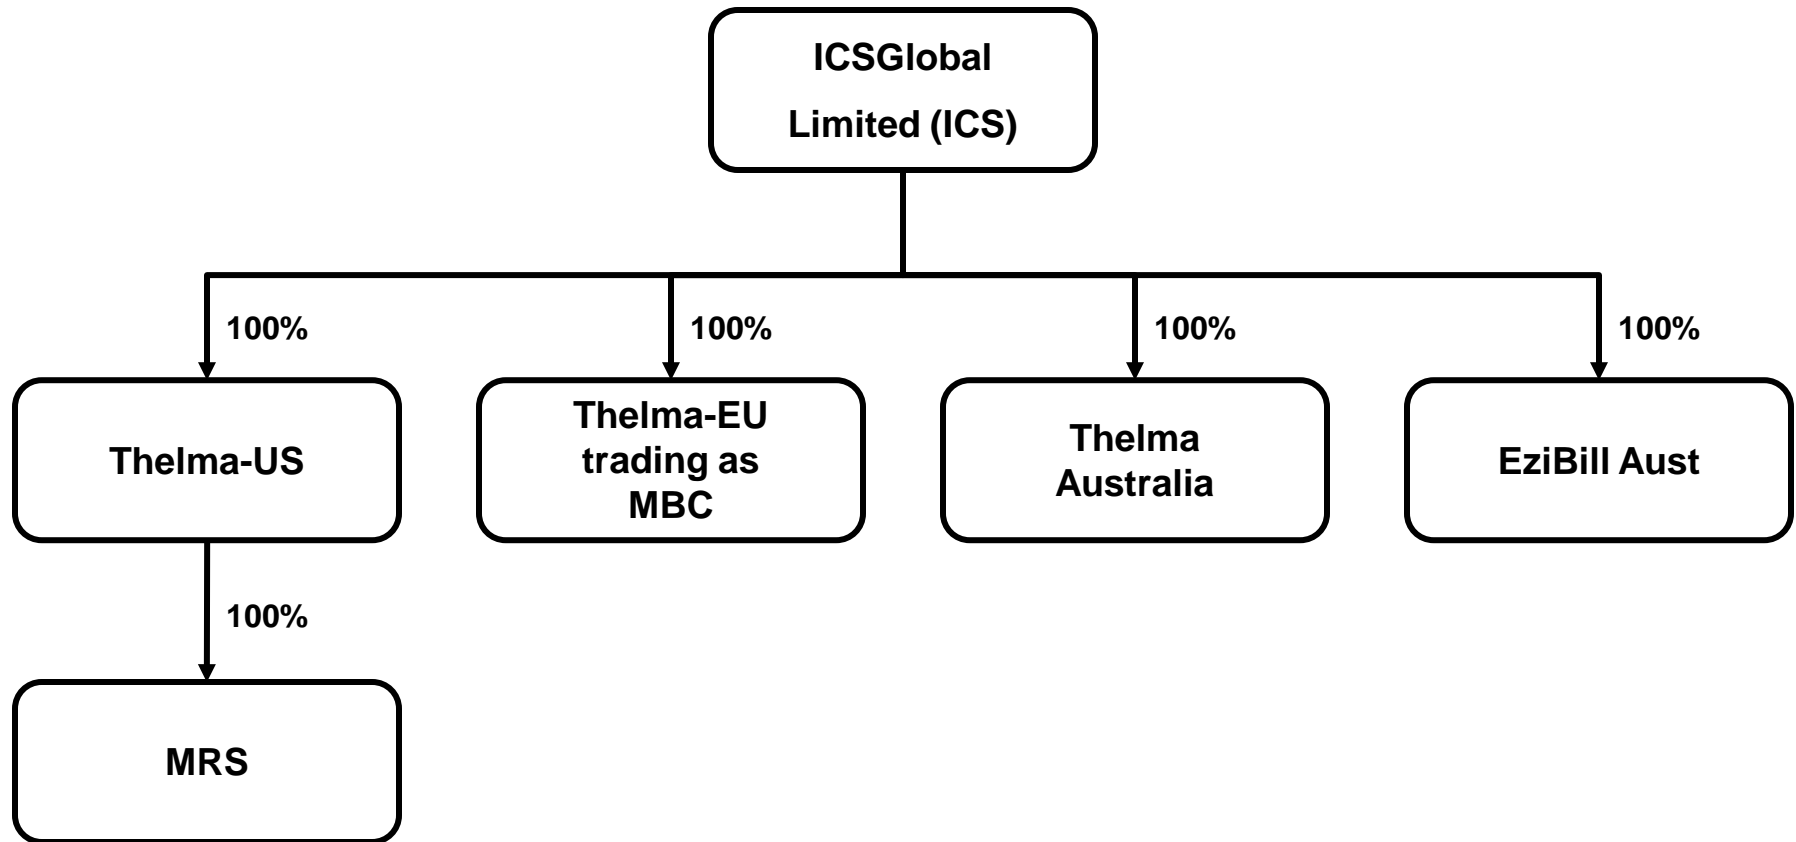 ICSGlobal
Limited (ICS)
100%
100%
100%
100%
Thelma-US
Thelma-EU
trading as
MBC
Thelma
Australia
EziBill Aust
100%
MRS